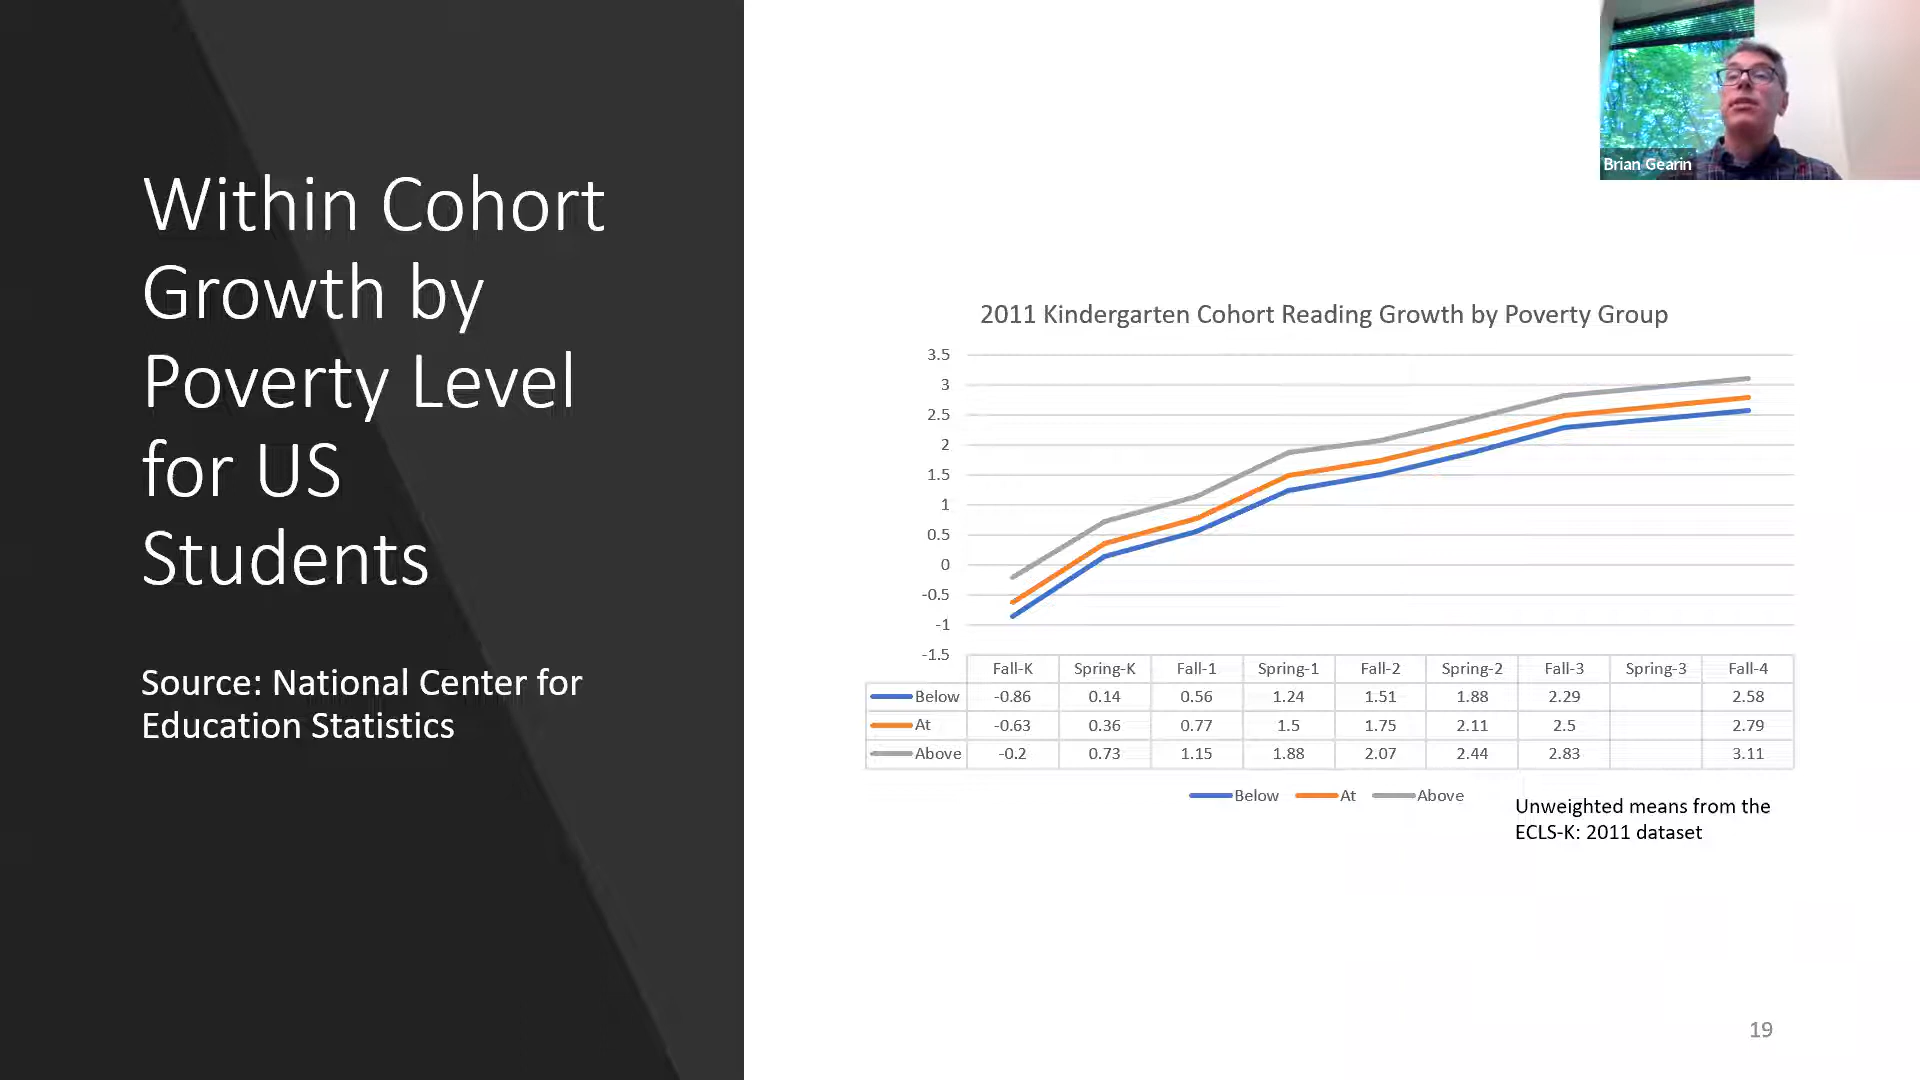 Within Cohort
Growth by
Poverty Level
for US
Students
Source: National Center for
Education Statistics
Brian Gearin
2011 Kindergarten Cohort Reading Growth by Poverty Group
3.5
3
2.5
2
1.5
1
0.5
0
-0.5
-1
-1.5
Fall-K Spring-K Fall-1 Spring-1 Fall-2 Spring-2 Fall-3 Spring-3 Fall-4
Below -0.86 0.14 0.56 1.24 1.51 1.88 2.29 2.58
At -0.63 0.36 0.77 1.5 1.75 2.11 2.5 2.79
Above -0.2 0.73 1.15 1.88 2.07 2.44 2.83 3.11
Below At Above
Unweighted means from the
ECLS-K: 2011 dataset
19